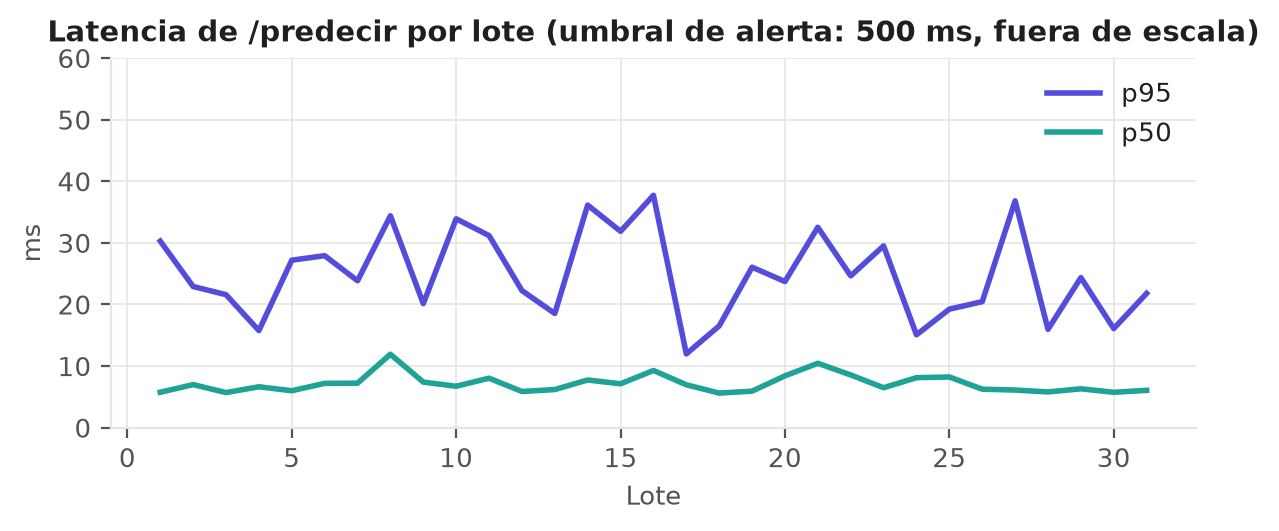 Latencia de /predecir por lote (umbral de alerta: 500 ms, fuera de escala)
60
50
40
30
20
10
0
ms
p95
p50
0 5 10 15 20 25 30
Lote